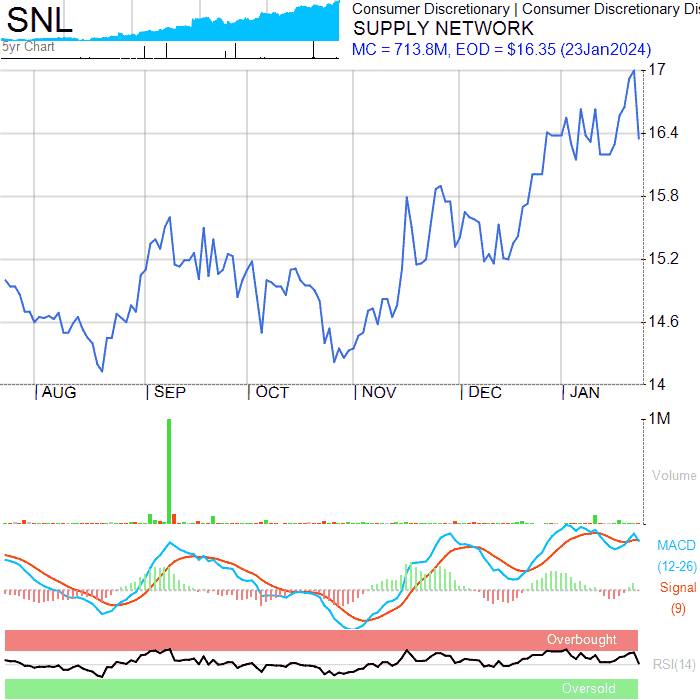 SNL
5yr Chart
Consumer Discretionary | Consumer Discretionary Dis
SUPPLY NETWORK
MC = 713.8M, EOD = $16.35 (23Jan2024)
17
16.4
15.8
15.2
14.6
14
AUG
SEP
OCT
NOV
DEC
JAN
1M
Volume
MACD
(12-26)
Signal
(9)
Overbought
RSI(14)
Oversold